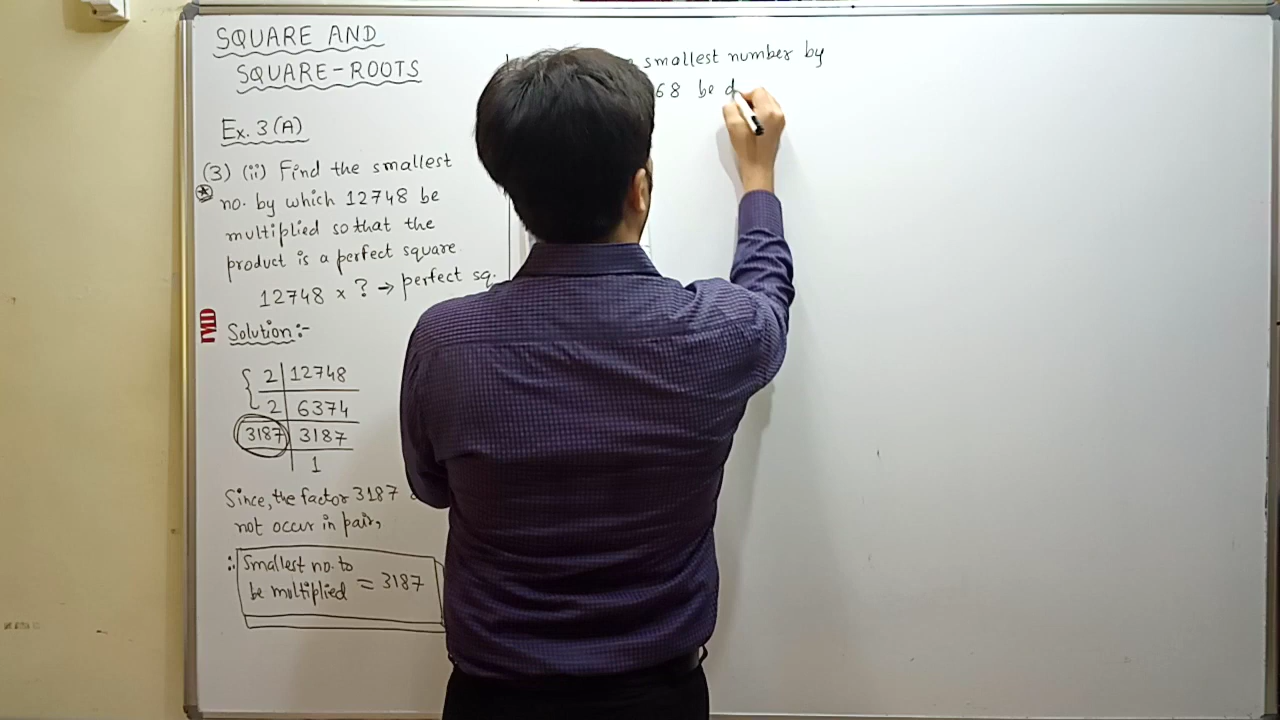 SQUARE AND
SQUARE-ROOTS
Ex. 3(A)
(3) (ii) Find the smallest
no. by which 12748 be
multiplied so that the
product is a perfect square.
12748 × ? → perfect sq.
IMD
Solution:-
2 | 12748
2 | 6374
3187 | 3187
1
Since, the factor 3187
not occur in pair,
∴ Smallest no. to
be multiplied = 3187
smallest number by
68 be d